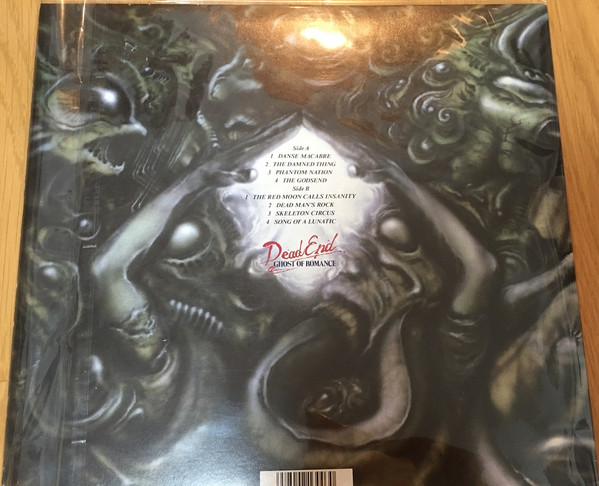 Side A
1 DANSE MACABRE
2 THE DAMNED THING
3 PHANTOM NATION
4 THE GODSEND
Side B
1 THE RED MOON CALLS INSANITY
2 DEAD MAN'S ROCK
3 SKELETON CIRCUS
4 SONG OF A LUNATIC
Dead End
GHOST OF ROMANCE